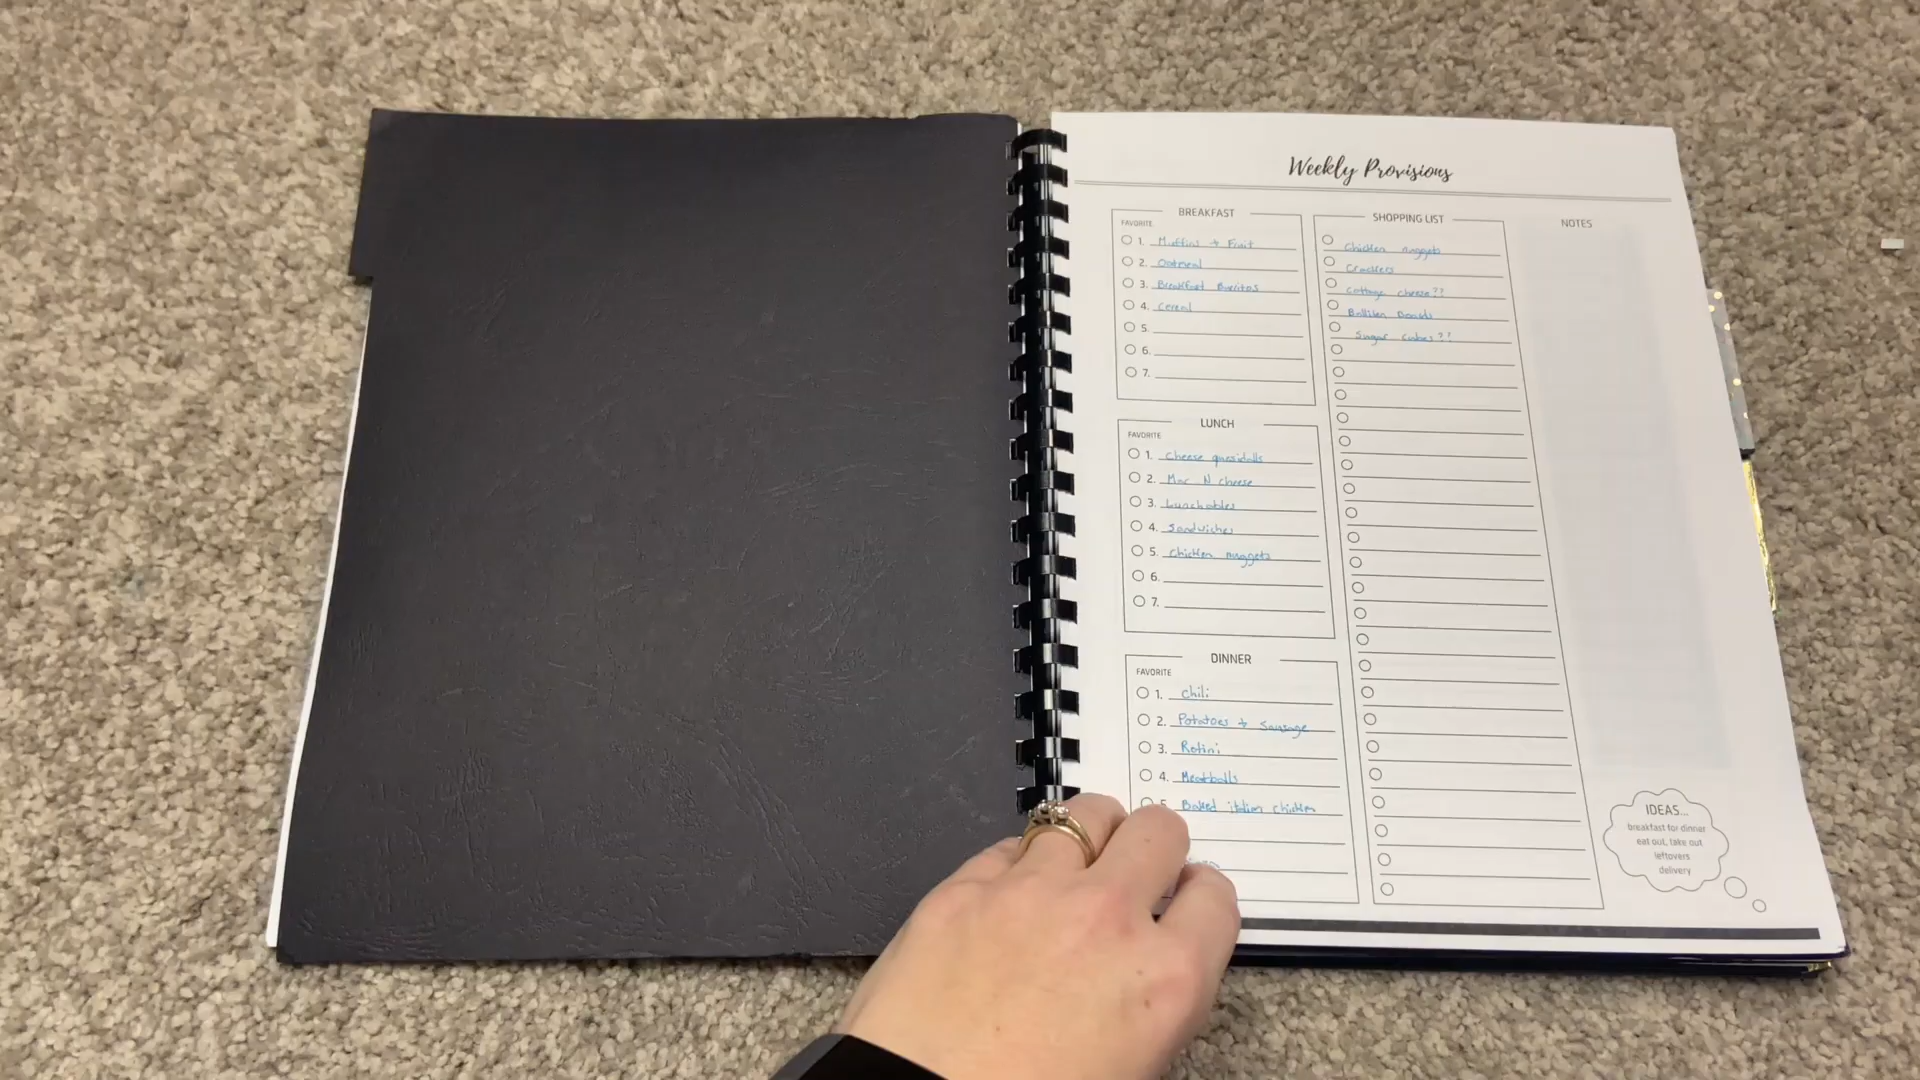 Weekly Provisions
BREAKFAST
FAVORITE
1. Muffins + Fruit
2. Oatmeal
3. Breakfast Burritos
4. Cereal
5.
6.
7.
LUNCH
FAVORITE
1. Cheese quesidalls
2. Mac N cheese
3. Lunchables
4. Sandwiches
5. Chicken nuggets
6.
7.
DINNER
FAVORITE
1. Chili
2. Potatoes + Sausage
3. Rotini
4. Meatballs
5. Baked italian chicken
SHOPPING LIST
Chicken nuggets
Crackers
Cottage cheese??
Sugar cubes??
NOTES
IDEAS...
breakfast for dinner
eat out, take out
leftovers
delivery